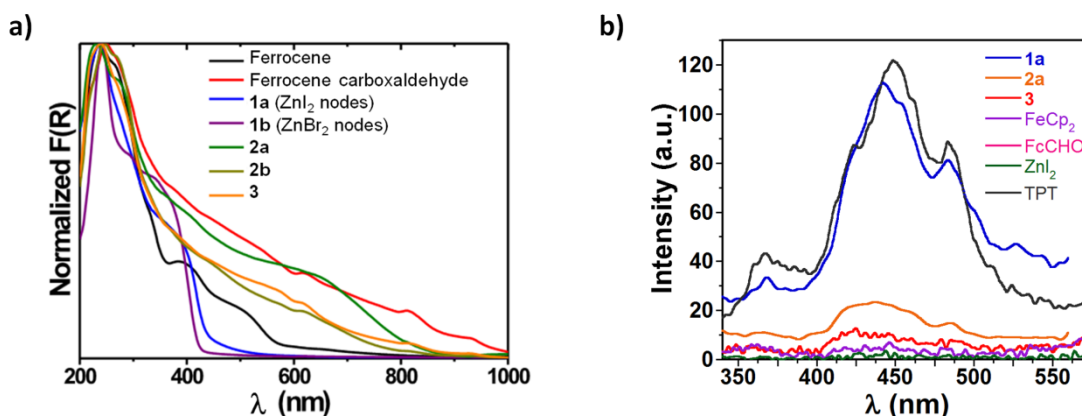 a)
Normalized F(R)
Ferrocene
Ferrocene carboxaldehyde
1a (ZnI₂ nodes)
1b (ZnBr₂ nodes)
2a
2b
3
200 400 600 800 1000
λ (nm)
b)
Intensity (a.u.)
120
100
80
60
40
20
0
1a
2a
3
FeCp₂
FcCHO
ZnI₂
TPT
350 400 450 500 550
λ (nm)